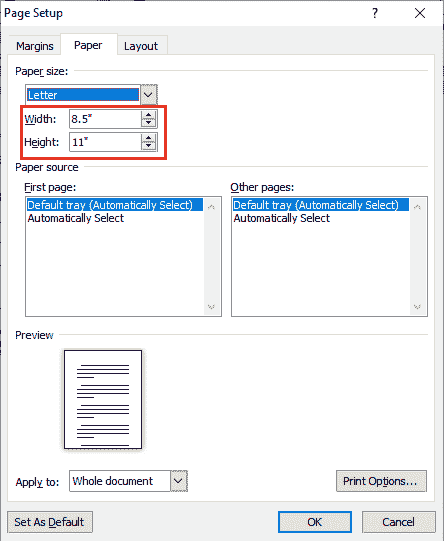 Page Setup ? ×
Margins Paper Layout
Paper size:
Letter
Width: 8.5"
Height: 11"
Paper source
First page: Other pages:
Default tray (Automatically Select) Default tray (Automatically Select)
Automatically Select Automatically Select
Preview
Apply to: Whole document Print Options...
Set As Default OK Cancel